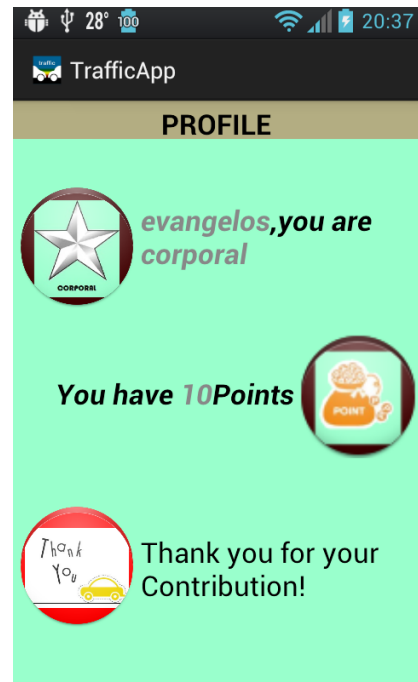 28° 100 20:37
traffic
TrafficApp
PROFILE
evangelos,you are
corporal
CORPORAL
You have 10Points
POINT
Thank you for your
Contribution!
Thank
You